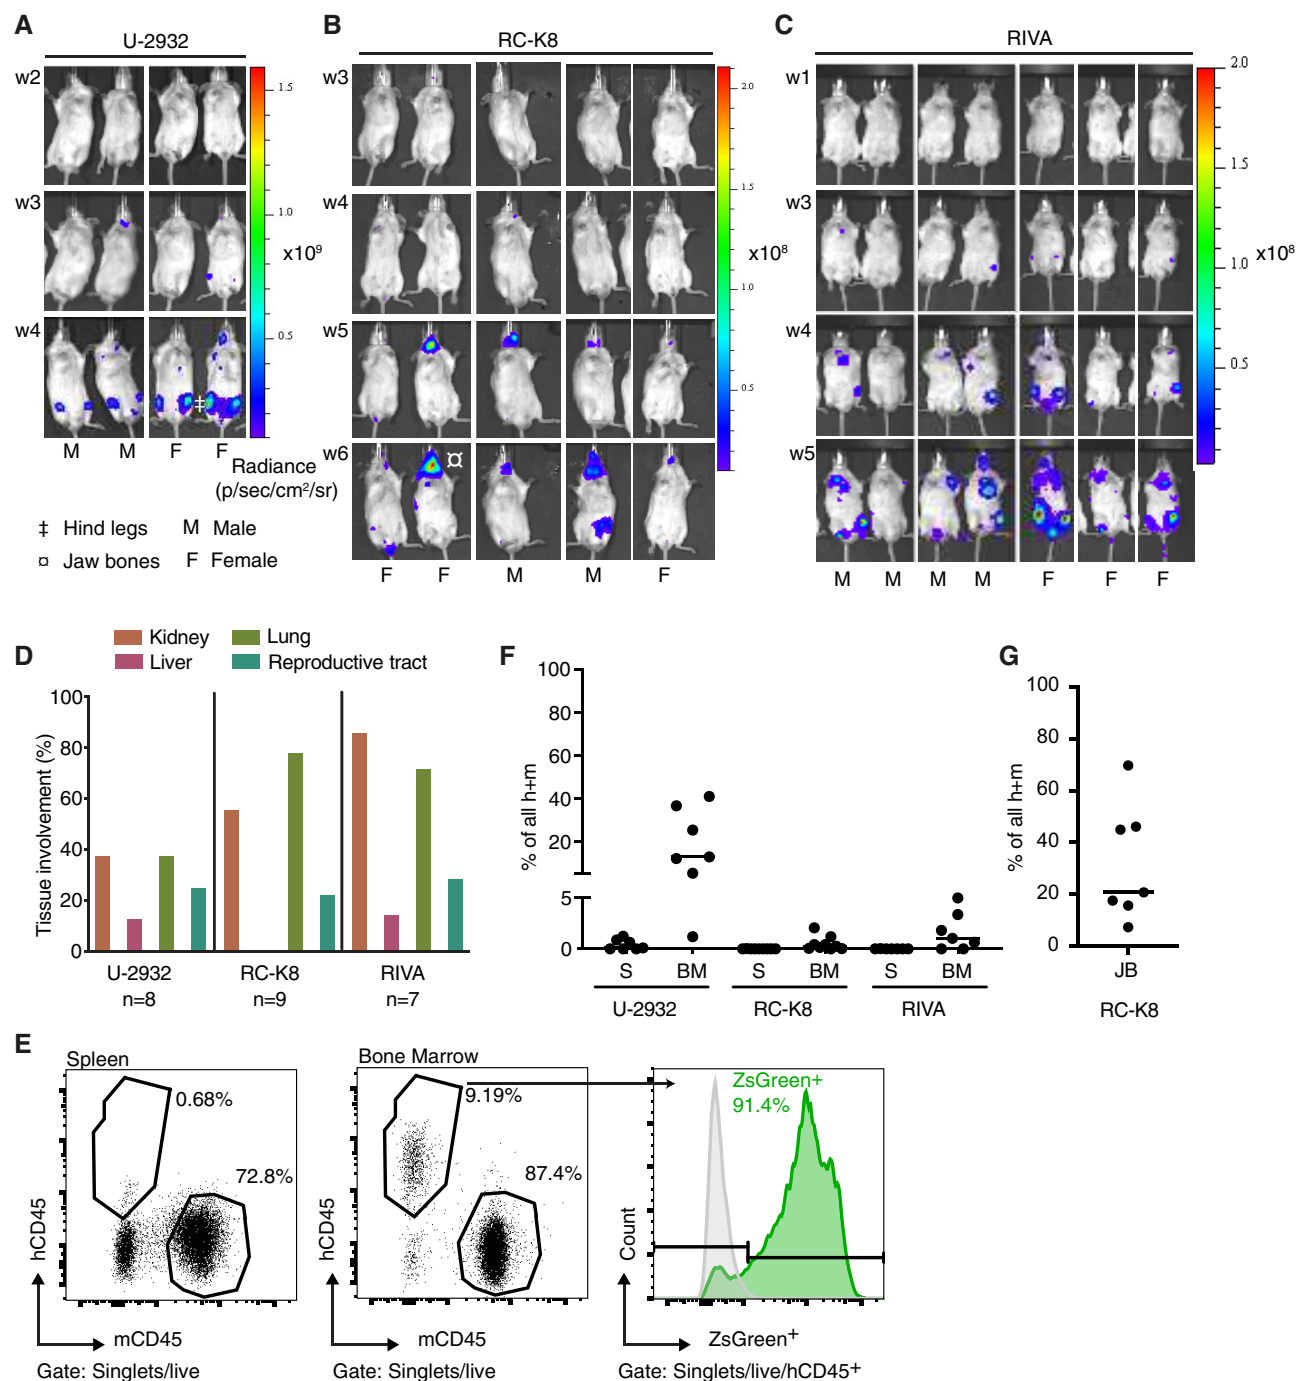 A
U-2932
w2
w3
w4
1.5
1.0
0.5
x10⁹
M M F F
Radiance
(p/sec/cm²/sr)
‡ Hind legs
M Male
¤ Jaw bones
F Female
‡
B
RC-K8
w3
w4
w5
w6
¤
2.0
1.5
1.0
0.5
x10⁸
F F M M F
C
RIVA
w1
w3
w4
w5
2.0
1.5
1.0
0.5
x10⁸
M M M M F F F
D
Kidney
Lung
Liver
Reproductive tract
Tissue involvement (%)
100
80
60
40
20
0
U-2932
n=8
RC-K8
n=9
RIVA
n=7
F
% of all h+m
100
80
60
40
20
5
0
S BM S BM S BM
U-2932 RC-K8 RIVA
G
% of all h+m
100
80
60
40
20
0
JB
RC-K8
E
Spleen
0.68%
72.8%
hCD45
mCD45
Gate: Singlets/live
Bone Marrow
9.19%
87.4%
hCD45
mCD45
Gate: Singlets/live
ZsGreen+
91.4%
Count
ZsGreen⁺
Gate: Singlets/live/hCD45⁺